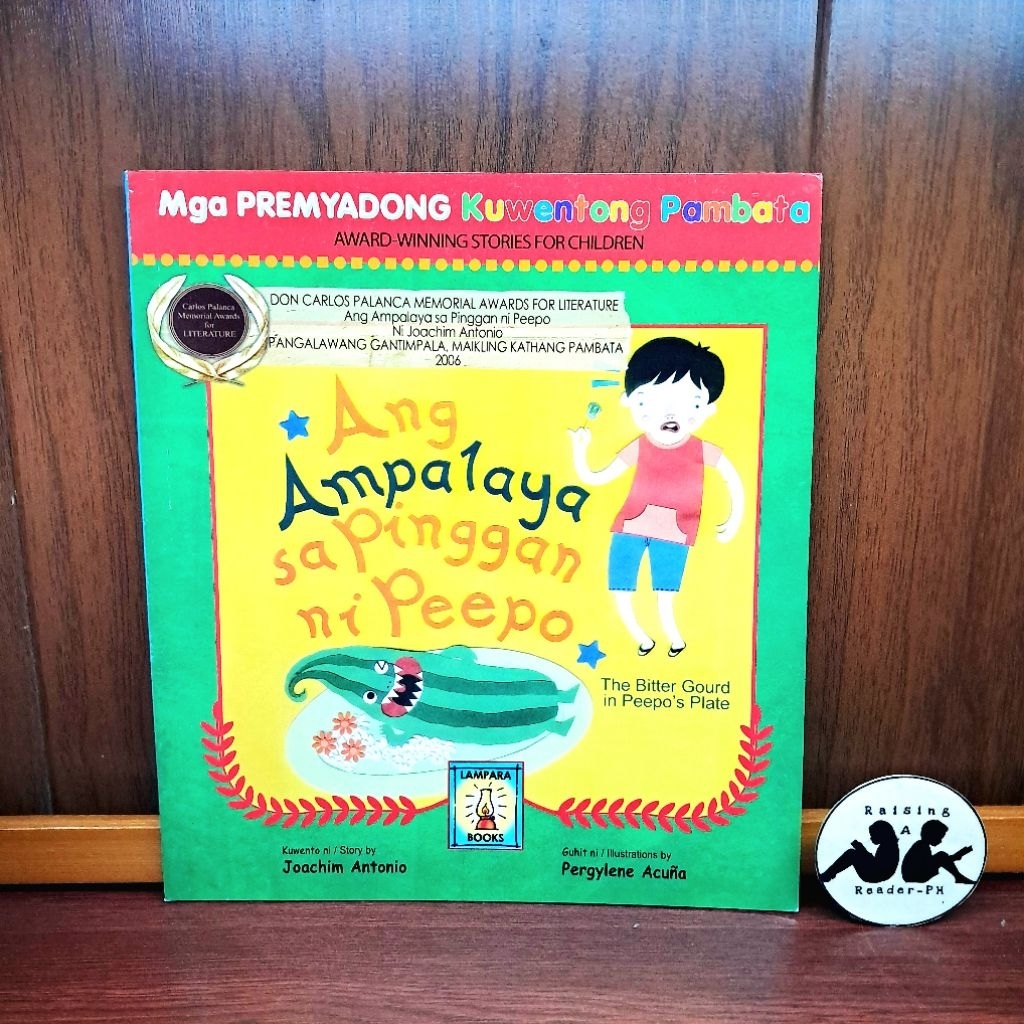 Mga PREMYADONG Kuwentong Pambata
AWARD-WINNING STORIES FOR CHILDREN
Carlos Palanca
Memorial Awards
for
LITERATURE
DON CARLOS PALANCA MEMORIAL AWARDS FOR LITERATURE
Ang Ampalaya sa Pinggan ni Peepo
Ni Joachim Antonio
PANGALAWANG GANTIMPALA, MAIKLING KATHANG PAMBATA
2006
Ang
Ampalaya
sa Pinggan
ni Peepo
The Bitter Gourd
in Peepo's Plate
LAMPARA
BOOKS
Kuwento ni / Story by
Joachim Antonio
Guhit ni / Illustrations by
Pergylene Acuña
Raising
A
Reader-PH